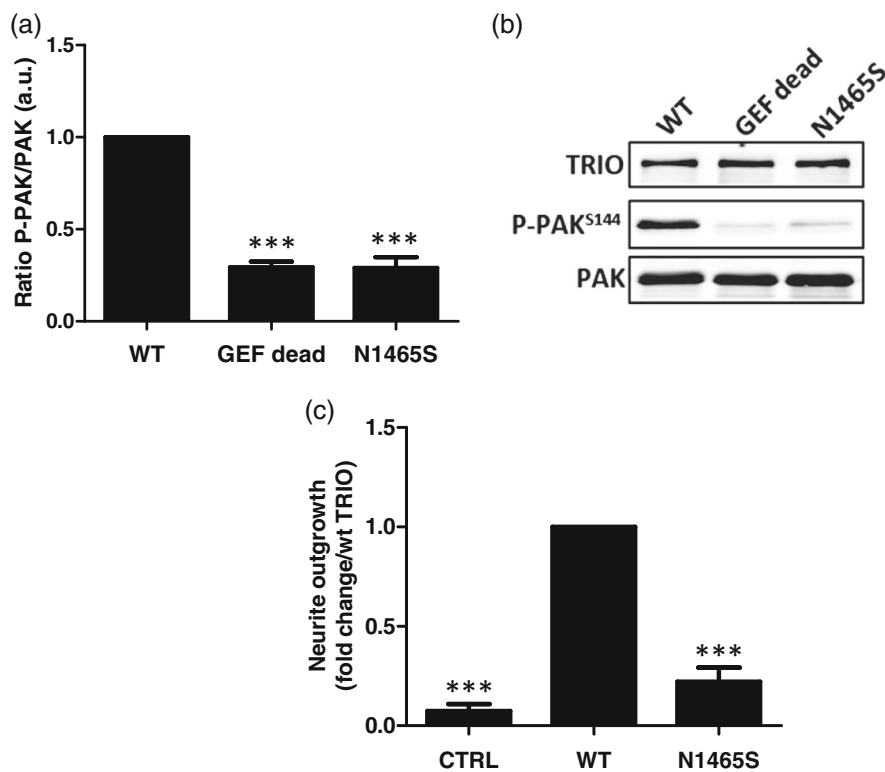 (a)
Ratio P-PAK/PAK (a.u.)
1.5
1.0
0.5
0.0
***
***
WT
GEF dead
N1465S
(b)
WT
GEF dead
N1465S
TRIO
P-PAK^S144
PAK
(c)
Neurite outgrowth
(fold change/wt TRIO)
1.5
1.0
0.5
0.0
***
***
CTRL
WT
N1465S